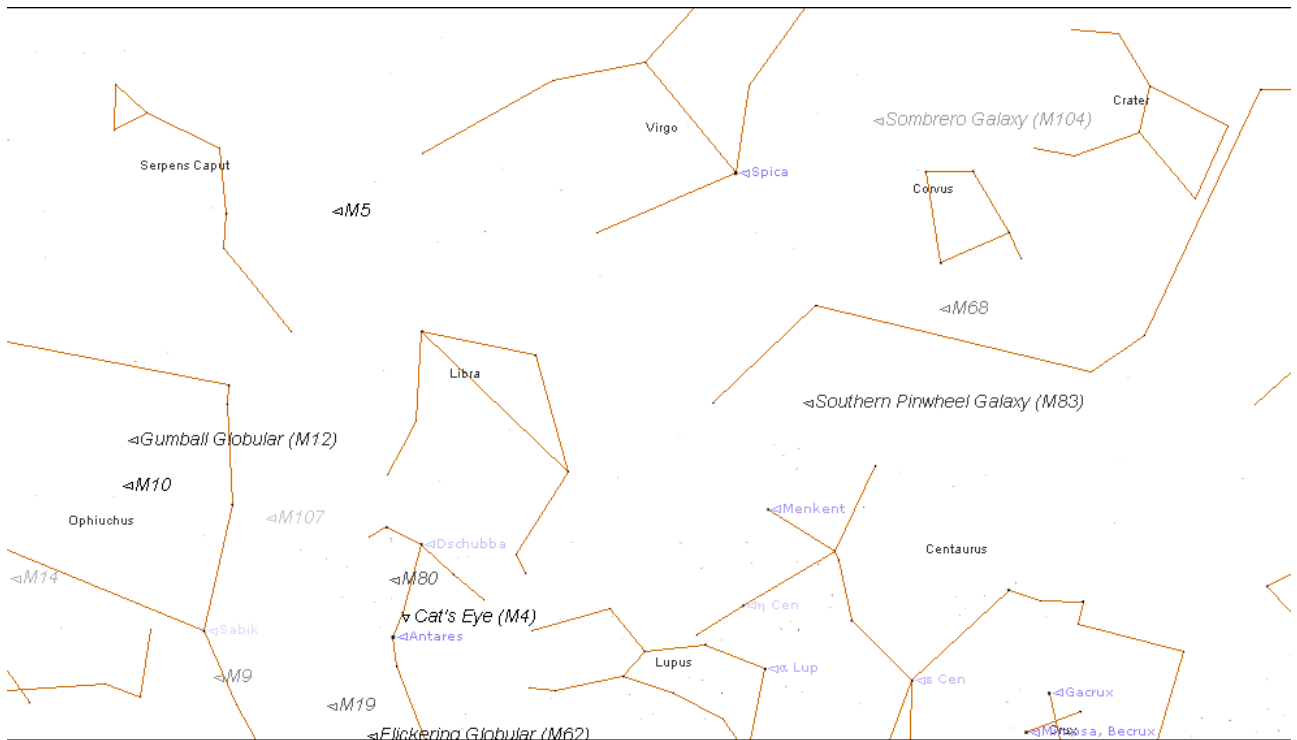 Crater
Sombrero Galaxy (M104)
Virgo
Serpens Caput
Spica
Corvus
M5
M68
Libra
Southern Pinwheel Galaxy (M83)
Gumball Globular (M12)
M10
Menkent
M107
Ophiuchus
Dschubba
Centaurus
M14
M80
η Cen
Cat's Eye (M4)
Sabik
Antares
Lupus
α Lup
M9
s Cen
Gacrux
M19
Flickering Globular (M62)
Mimosa, Becrux
Crux